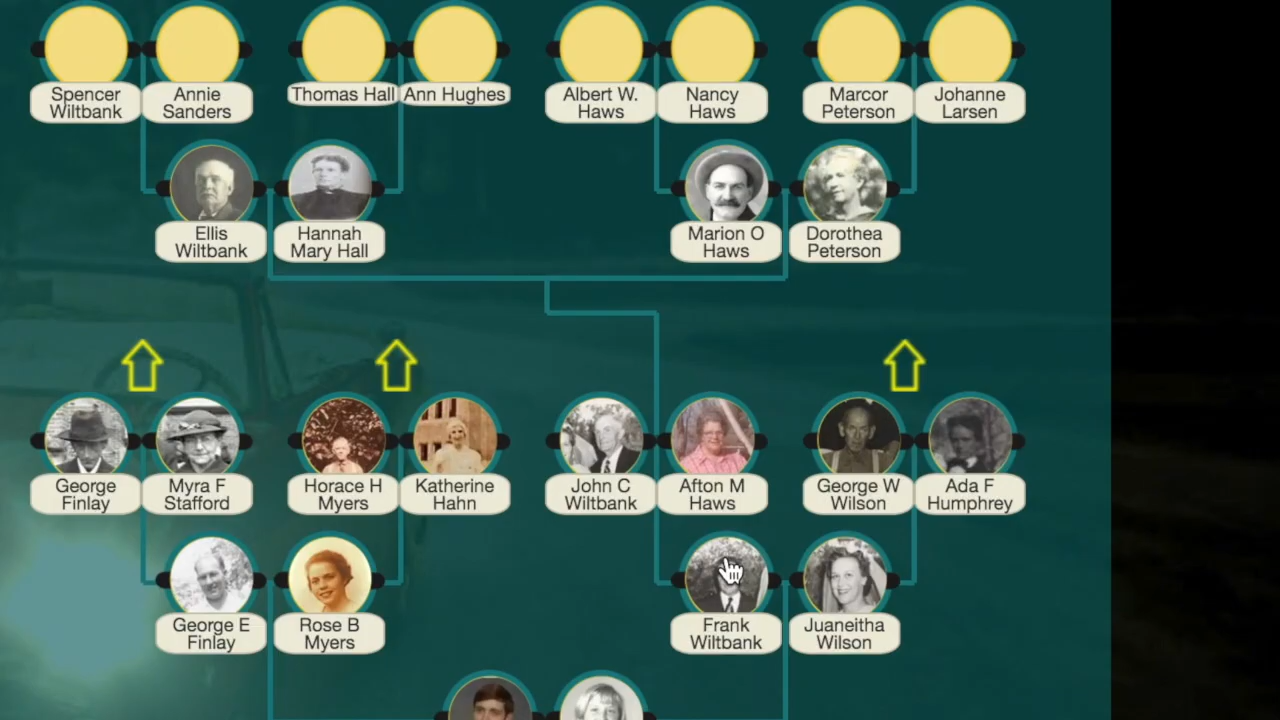 Spencer
Wiltbank
Annie
Sanders
Thomas Hall
Ann Hughes
Albert W.
Haws
Nancy
Haws
Marcor
Peterson
Johanne
Larsen
Ellis
Wiltbank
Hannah
Mary Hall
Marion O
Haws
Dorothea
Peterson
George
Finlay
Myra F
Stafford
Horace H
Myers
Katherine
Hahn
John C
Wiltbank
Afton M
Haws
George W
Wilson
Ada F
Humphrey
George E
Finlay
Rose B
Myers
Frank
Wiltbank
Juaneitha
Wilson